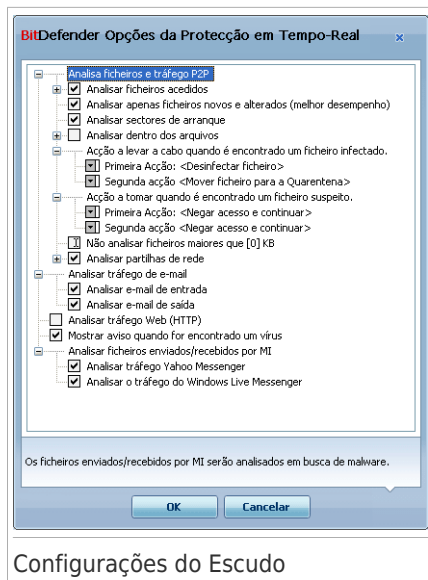 BitDefender Opções da Protecção em Tempo-Real
Analisa ficheiros e tráfego P2P
Analisar ficheiros acedidos
Analisar apenas ficheiros novos e alterados (melhor desempenho)
Analisar sectores de arranque
Analisar dentro dos arquivos
Acção a levar a cabo quando é encontrado um ficheiro infectado.
Primeira Acção: <Desinfectar ficheiro>
Segunda acção <Mover ficheiro para a Quarentena>
Acção a tomar quando é encontrado um ficheiro suspeito.
Primeira Acção: <Negar acesso e continuar>
Segunda acção <Negar acesso e continuar>
Não analisar ficheiros maiores que [0] KB
Analisar partilhas de rede
Analisar tráfego de e-mail
Analisar e-mail de entrada
Analisar e-mail de saída
Analisar tráfego Web (HTTP)
Mostrar aviso quando for encontrado um vírus
Analisar ficheiros enviados/recebidos por MI
Analisar tráfego Yahoo Messenger
Analisar o tráfego do Windows Live Messenger
Os ficheiros enviados/recebidos por MI serão analisados em busca de malware.
OK Cancelar
Configurações do Escudo